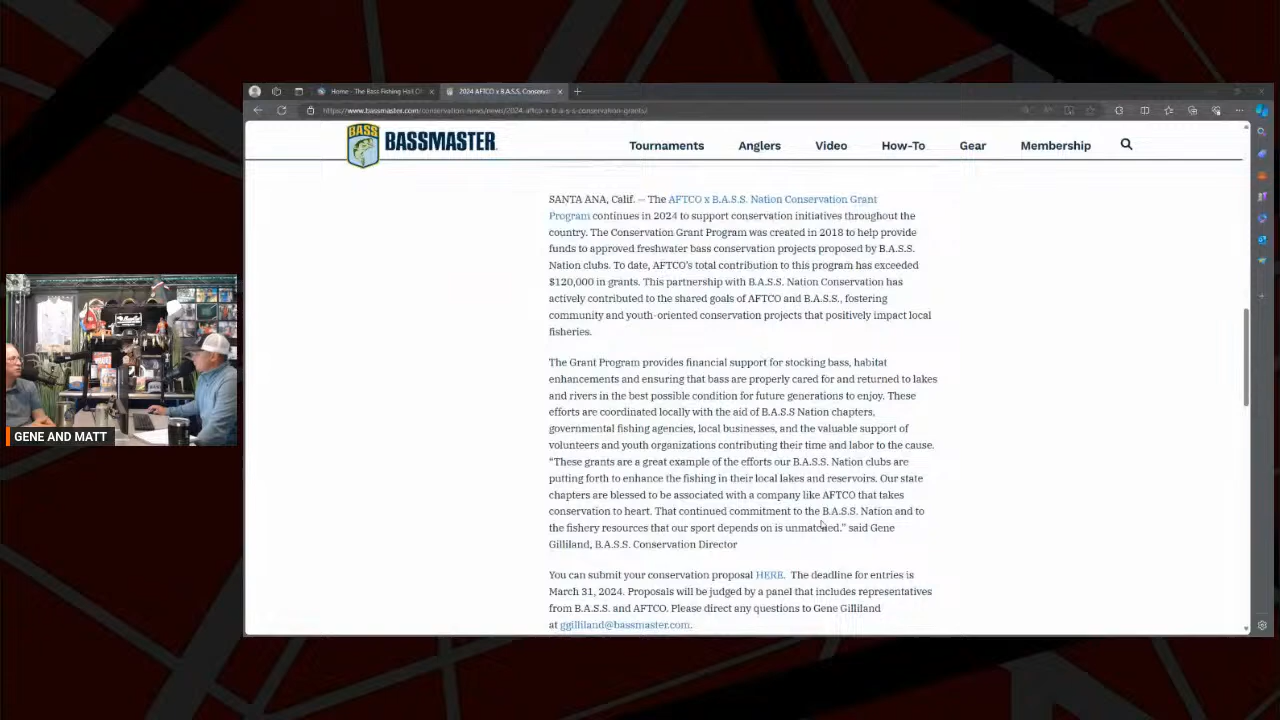 Home - The Bass Fishing Hall O
2024 AFTCO x B.A.S.S. Conservat
https://www.bassmaster.com/conservation-news/news/2024-aftco-x-b-a-s-s-conservation-grants/
BASS BASSMASTER
Tournaments Anglers Video How-To Gear Membership
SANTA ANA, Calif. — The AFTCO x B.A.S.S. Nation Conservation Grant
Program continues in 2024 to support conservation initiatives throughout the
country. The Conservation Grant Program was created in 2018 to help provide
funds to approved freshwater bass conservation projects proposed by B.A.S.S.
Nation clubs. To date, AFTCO's total contribution to this program has exceeded
$120,000 in grants. This partnership with B.A.S.S. Nation Conservation has
actively contributed to the shared goals of AFTCO and B.A.S.S., fostering
community and youth-oriented conservation projects that positively impact local
fisheries.
The Grant Program provides financial support for stocking bass, habitat
enhancements and ensuring that bass are properly cared for and returned to lakes
and rivers in the best possible condition for future generations to enjoy. These
efforts are coordinated locally with the aid of B.A.S.S Nation chapters,
governmental fishing agencies, local businesses, and the valuable support of
volunteers and youth organizations contributing their time and labor to the cause.
“These grants are a great example of the efforts our B.A.S.S. Nation clubs are
putting forth to enhance the fishing in their local lakes and reservoirs. Our state
chapters are blessed to be associated with a company like AFTCO that takes
conservation to heart. That continued commitment to the B.A.S.S. Nation and to
the fishery resources that our sport depends on is unmatched.” said Gene
Gilliland, B.A.S.S. Conservation Director
You can submit your conservation proposal HERE. The deadline for entries is
March 31, 2024. Proposals will be judged by a panel that includes representatives
from B.A.S.S. and AFTCO. Please direct any questions to Gene Gilliland
at ggilliland@bassmaster.com.
GENE AND MATT